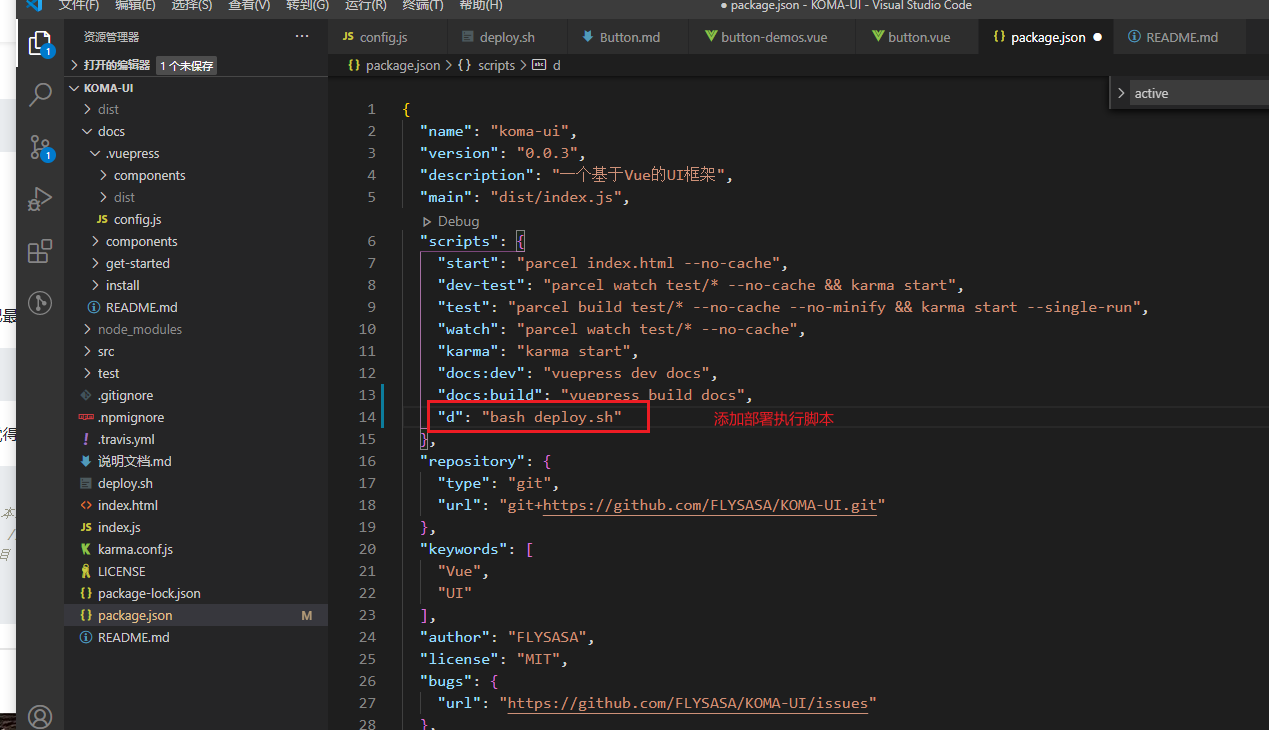 文件(F) 编辑(E) 选择(S) 查看(V) 转到(G) 运行(R) 终端(T) 帮助(H) ● package.json - KOMA-UI - Visual Studio Code
资源管理器 ···
JS config.js deploy.sh Button.md button-demos.vue button.vue {} package.json ● README.md
打开的编辑器 1 个未保存
{} package.json > {} scripts > abc d
active
KOMA-UI
dist
docs
.vuepress
components
dist
JS config.js
components
get-started
install
README.md
node_modules
src
test
.gitignore
.npmignore
.travis.yml
说明文档.md
deploy.sh
index.html
JS index.js
karma.conf.js
LICENSE
{} package-lock.json
{} package.json M
README.md
1 {
2 "name": "koma-ui",
3 "version": "0.0.3",
4 "description": "一个基于Vue的UI框架",
5 "main": "dist/index.js",
Debug
6 "scripts": {
7 "start": "parcel index.html --no-cache",
8 "dev-test": "parcel watch test/* --no-cache && karma start",
9 "test": "parcel build test/* --no-cache --no-minify && karma start --single-run",
10 "watch": "parcel watch test/* --no-cache",
11 "karma": "karma start",
12 "docs:dev": "vuepress dev docs",
13 "docs:build": "vuepress build docs",
14 "d": "bash deploy.sh" 添加部署执行脚本
15 },
16 "repository": {
17 "type": "git",
18 "url": "git+https://github.com/FLYSASA/KOMA-UI.git"
19 },
20 "keywords": [
21 "Vue",
22 "UI"
23 ],
24 "author": "FLYSASA",
25 "license": "MIT",
26 "bugs": {
27 "url": "https://github.com/FLYSASA/KOMA-UI/issues"
28 },